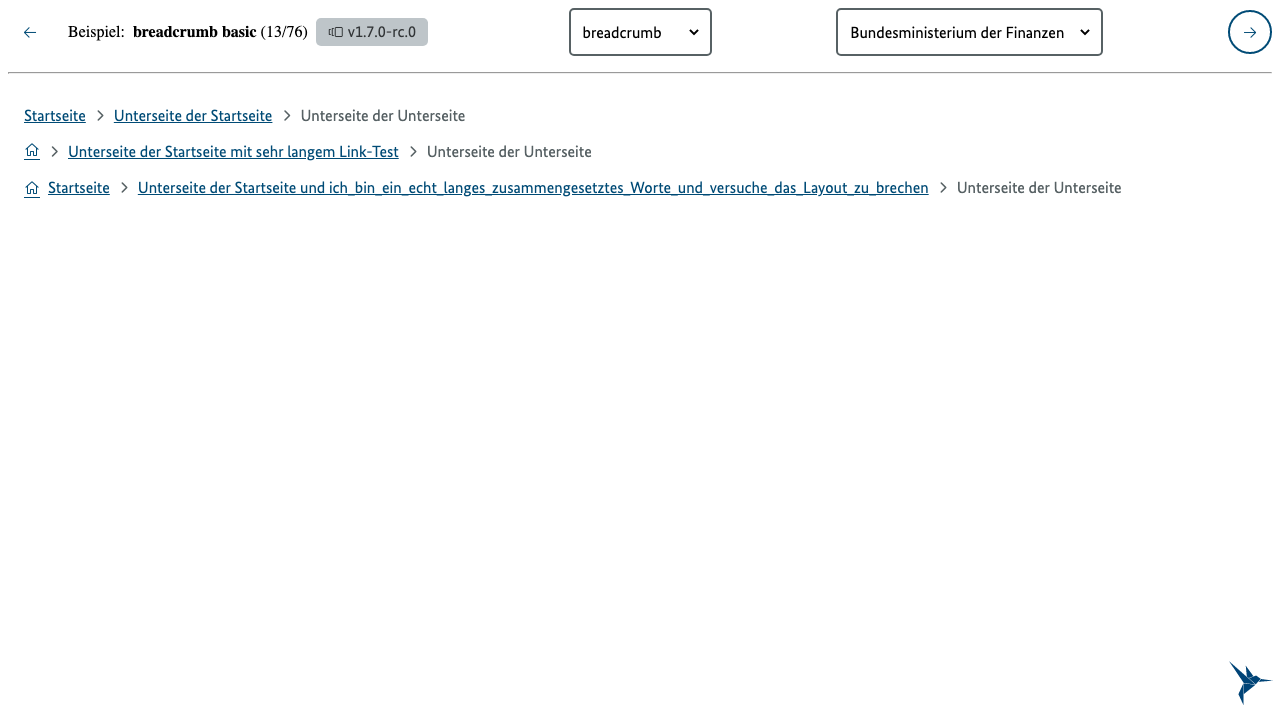 Beispiel: breadcrumb basic (13/76) v1.7.0-rc.0 breadcrumb Bundesministerium der Finanzen
Startseite Unterseite der Startseite Unterseite der Unterseite
Unterseite der Startseite mit sehr langem Link-Test Unterseite der Unterseite
Startseite Unterseite der Startseite und ich_bin_ein_echt_langes_zusammengesetztes_Worte_und_versuche_das_Layout_zu_brechen Unterseite der Unterseite